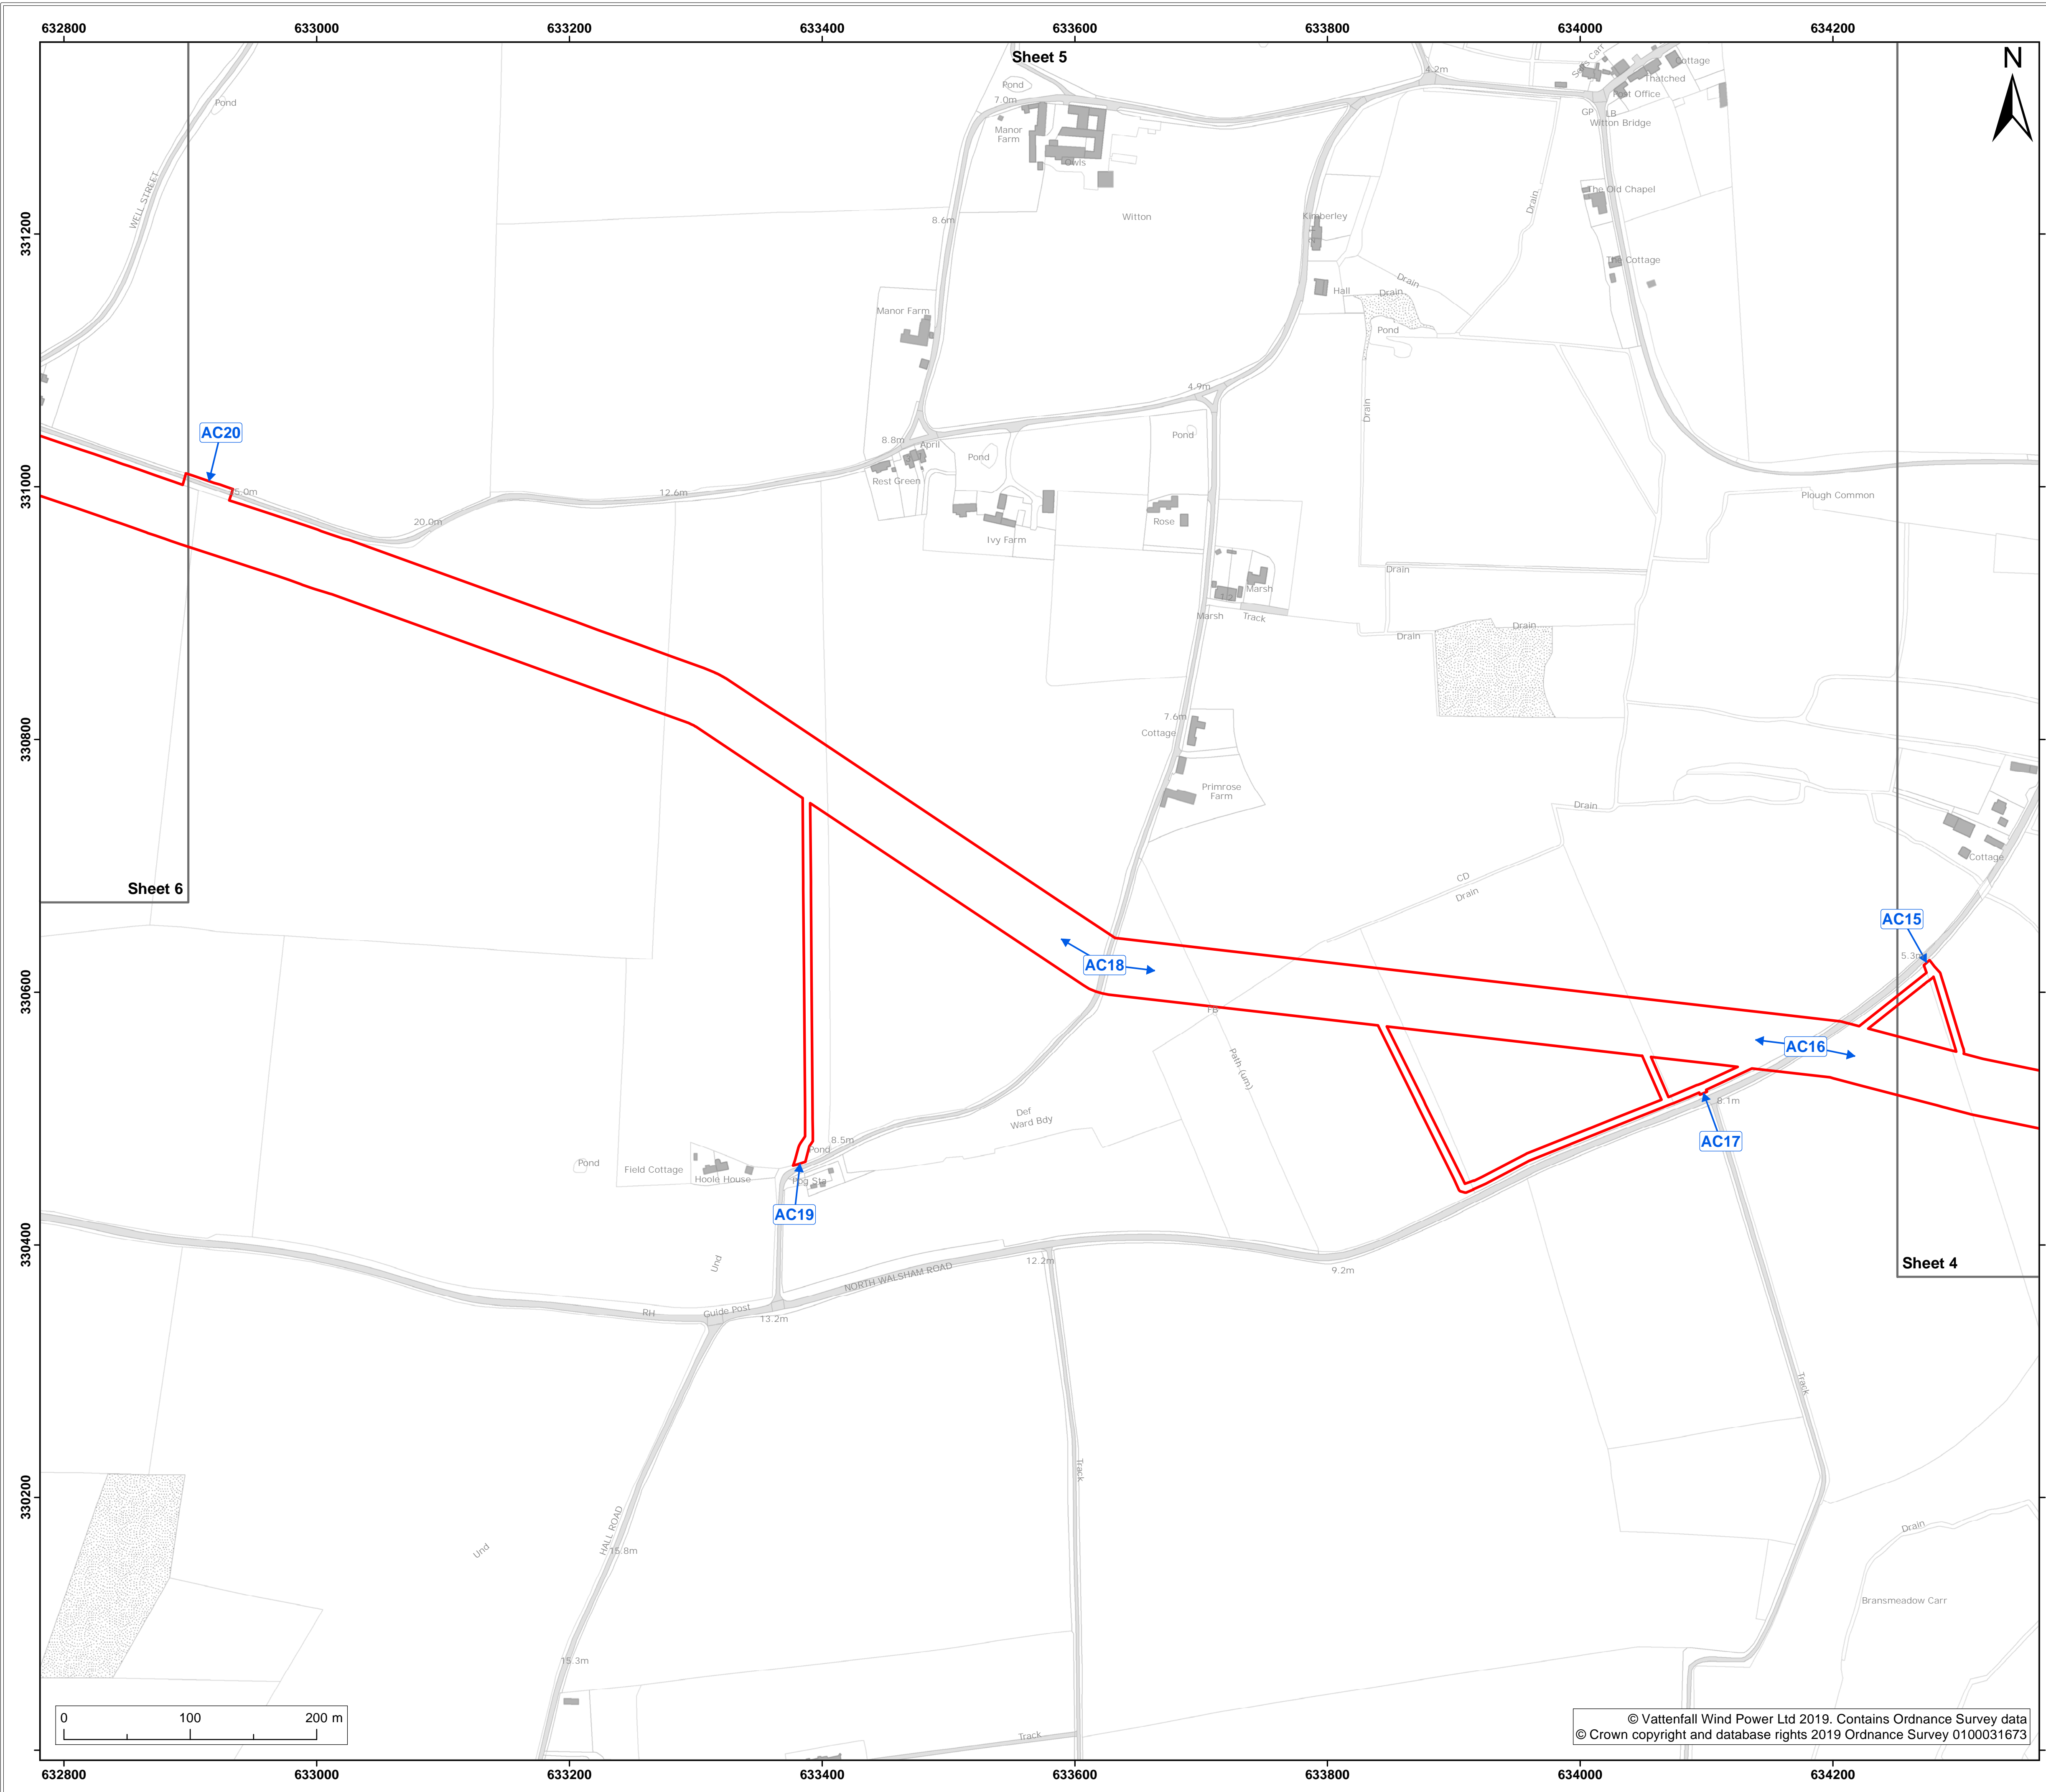 632800 633000 633200 633400 633600 633800 634000 634200
Sheet 5
N
Pond
WELL STREET
Pond
7.0m
Manor
Farm
Owls
4.2m
Cottage
Thatched
Post Office
GP LB
Witton Bridge
331200
8.6m
Witton
Kimberley
Drain
The Old Chapel
The Cottage
Drain
Hall
Drain
Manor Farm
Pond
4.9m
Drain
AC20
8.8m
April
Pond
Pond
Rest Green
331000
5.0m
12.6m
20.0m
Rose
Ivy Farm
Plough Common
Drain
Marsh
Marsh
Track
Drain
Drain
7.6m
Cottage
330800
Primrose
Farm
Drain
Cottage
CD
Drain
Sheet 6
AC15
5.3m
AC18
330600
FB
AC16
Path (um)
8.1m
Def
Ward Bdy
AC17
8.5m
Pond
Pond
Field Cottage
Hoole House
Ppg Sta
AC19
330400
Und
NORTH WALSHAM ROAD
12.2m
9.2m
Sheet 4
RH
Guide Post
13.2m
Track
Track
330200
HALL ROAD
15.8m
Und
Drain
Bransmeadow Carr
15.3m
Track
0 100 200 m
© Vattenfall Wind Power Ltd 2019. Contains Ordnance Survey data
© Crown copyright and database rights 2019 Ordnance Survey 0100031673
632800 633000 633200 633400 633600 633800 634000 634200